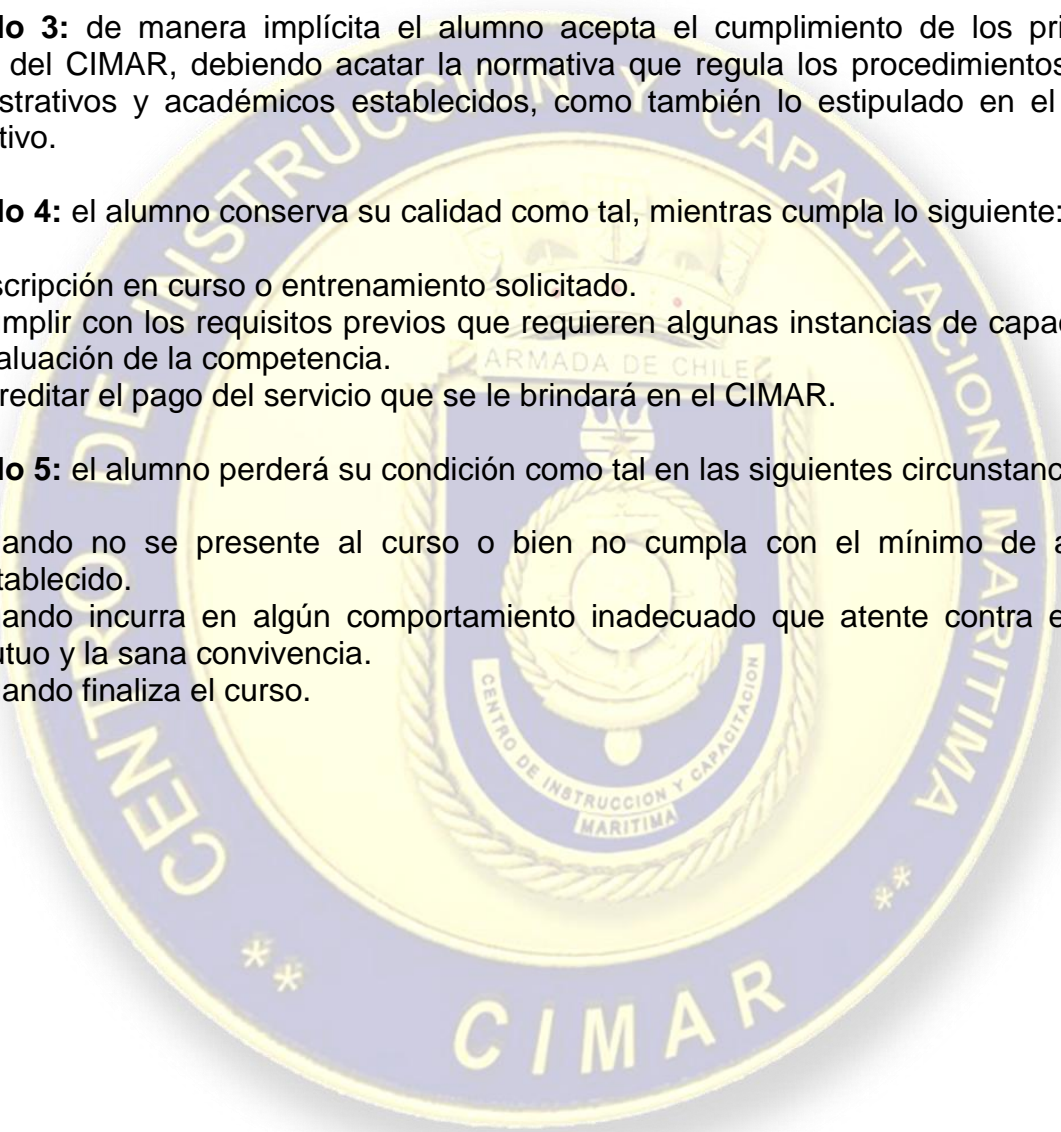 lo 3: de manera implícita el alumno acepta el cumplimiento de los pri
del CIMAR, debiendo acatar la normativa que regula los procedimientos
strativos y académicos establecidos, como también lo estipulado en el
tivo.
lo 4: el alumno conserva su calidad como tal, mientras cumpla lo siguiente:
scripción en curso o entrenamiento solicitado.
mplir con los requisitos previos que requieren algunas instancias de capa
aluación de la competencia.
reditar el pago del servicio que se le brindará en el CIMAR.
lo 5: el alumno perderá su condición como tal en las siguientes circunstanc
ando no se presente al curso o bien no cumpla con el mínimo de a
tablecido.
ando incurra en algún comportamiento inadecuado que atente contra e
utuo y la sana convivencia.
ando finaliza el curso.
CENTRO DE INSTRUCCION Y CAPACITACION MARITIMA
ARMADA DE CHILE
CENTRO DE INSTRUCCION Y CAPACITACION
MARITIMA
** CIMAR **